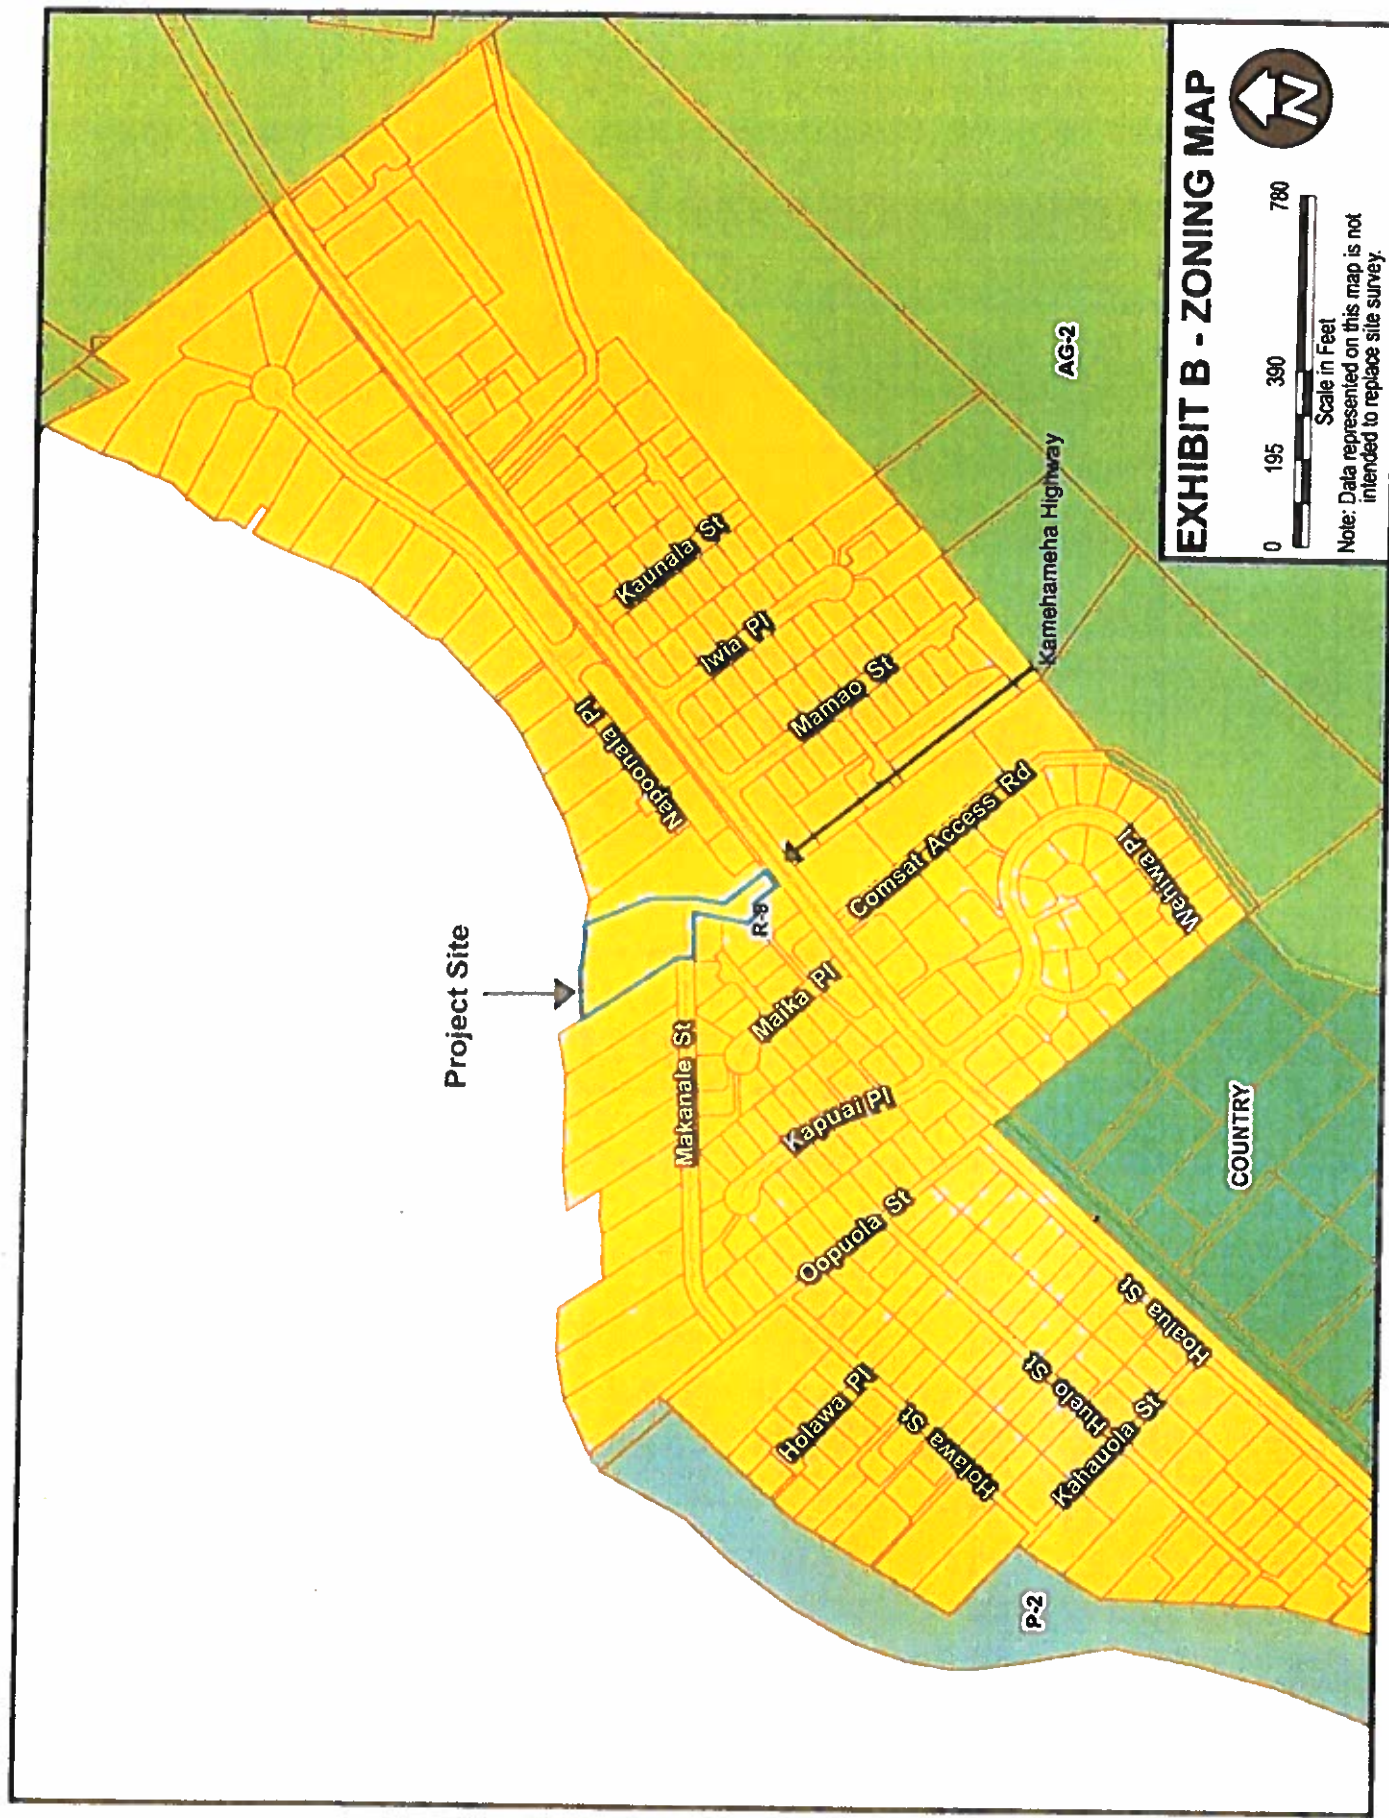 Project Site
Napoonala Pl
Kaunala St
Iwia Pl
Mamao St
Makanale St
Maika Pl
Comsat Access Rd
Kamehameha Highway
AG-2
Kapuai Pl
Wehiwa Pl
Oopuola St
Holawa Pl
Holawa St
Huelo St
Kahauola St
Hoalua St
COUNTRY
P-2
EXHIBIT B - ZONING MAP
N
0 195 390 780
Scale in Feet
Note: Data represented on this map is not
intended to replace site survey.